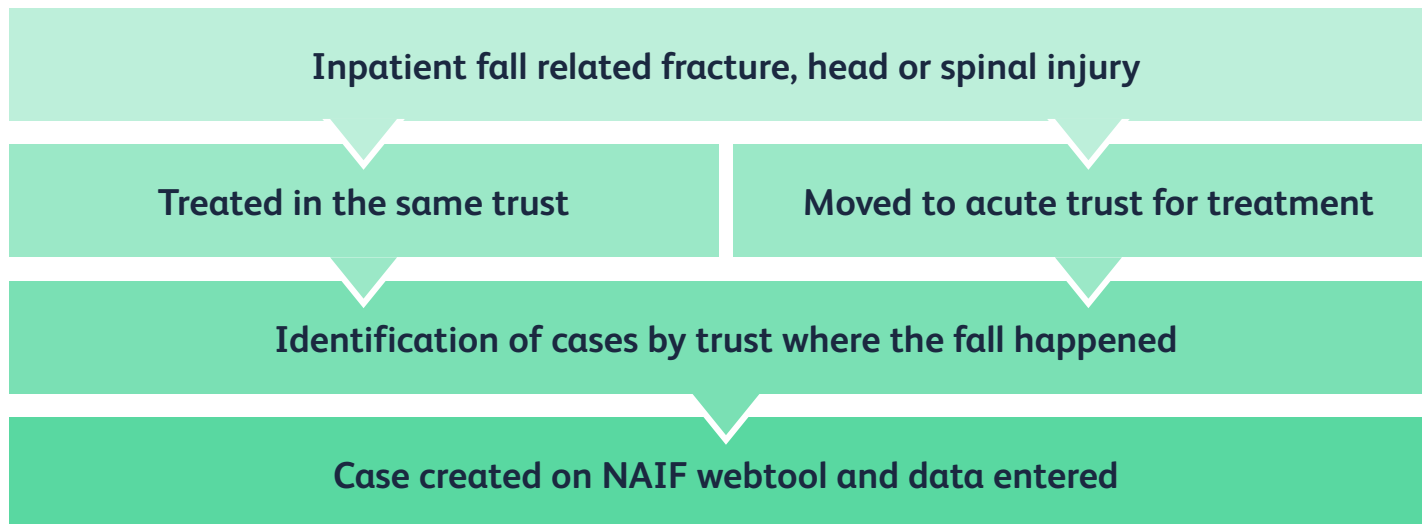 Inpatient fall related fracture, head or spinal injury
Treated in the same trust
Moved to acute trust for treatment
Identification of cases by trust where the fall happened
Case created on NAIF webtool and data entered